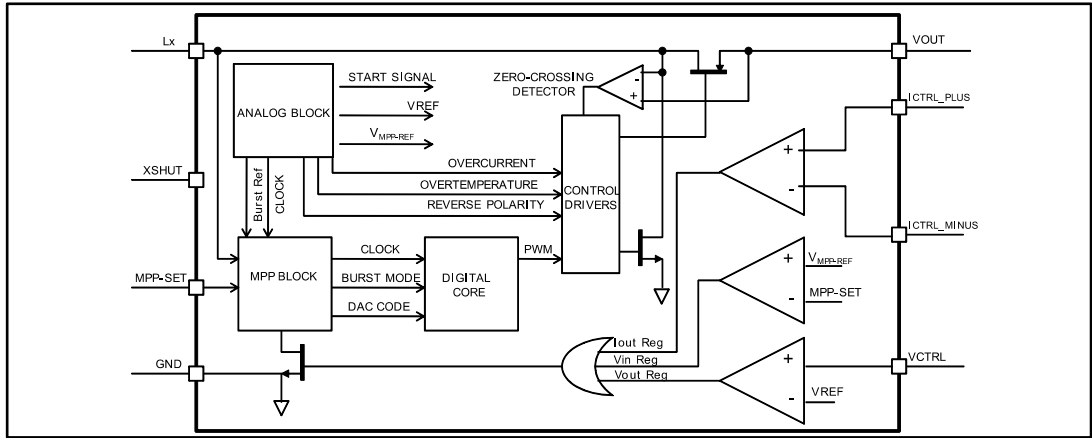 Lx
VOUT
START SIGNAL
ZERO-CROSSING
DETECTOR
-
+
ANALOG BLOCK
VREF
VMPP-REF
ICTRL_PLUS
XSHUT
Burst Ref
CLOCK
OVERCURRENT
OVERTEMPERATURE
REVERSE POLARITY
CONTROL
DRIVERS
+
-
ICTRL_MINUS
MPP-SET
MPP BLOCK
CLOCK
BURST MODE
DAC CODE
DIGITAL
CORE
PWM
+
VMPP-REF
-
MPP-SET
GND
Iout Reg
Vin Reg
Vout Reg
+
-
VREF
VCTRL